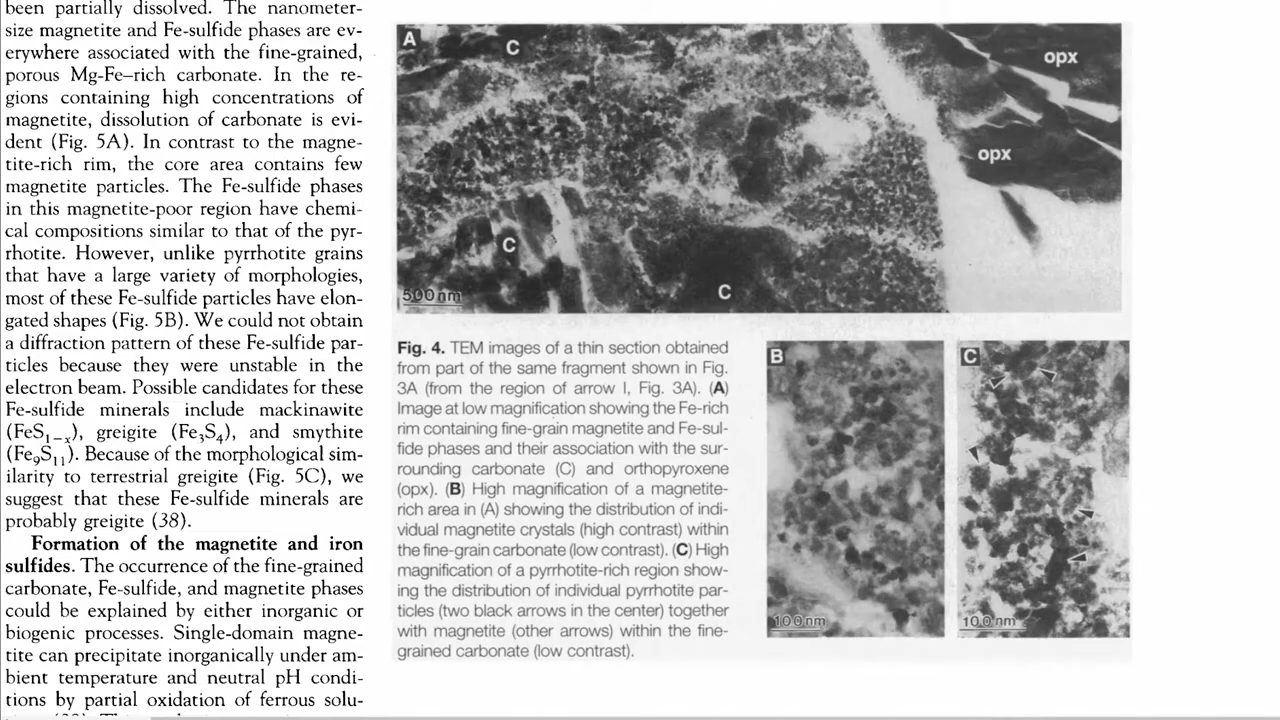 been partially dissolved. The nanometer-
size magnetite and Fe-sulfide phases are ev-
erywhere associated with the fine-grained,
porous Mg-Fe–rich carbonate. In the re-
gions containing high concentrations of
magnetite, dissolution of carbonate is evi-
dent (Fig. 5A). In contrast to the magne-
tite-rich rim, the core area contains few
magnetite particles. The Fe-sulfide phases
in this magnetite-poor region have chemi-
cal compositions similar to that of the pyr-
rhotite. However, unlike pyrrhotite grains
that have a large variety of morphologies,
most of these Fe-sulfide particles have elon-
gated shapes (Fig. 5B). We could not obtain
a diffraction pattern of these Fe-sulfide par-
ticles because they were unstable in the
electron beam. Possible candidates for these
Fe-sulfide minerals include mackinawite
(FeS₁₋ₓ), greigite (Fe₃S₄), and smythite
(Fe₉S₁₁). Because of the morphological sim-
ilarity to terrestrial greigite (Fig. 5C), we
suggest that these Fe-sulfide minerals are
probably greigite (38).
Formation of the magnetite and iron
sulfides. The occurrence of the fine-grained
carbonate, Fe-sulfide, and magnetite phases
could be explained by either inorganic or
biogenic processes. Single-domain magne-
tite can precipitate inorganically under am-
bient temperature and neutral pH condi-
tions by partial oxidation of ferrous solu-
A
C
opx
opx
C
C
500 nm
Fig. 4. TEM images of a thin section obtained
from part of the same fragment shown in Fig.
3A (from the region of arrow I, Fig. 3A). (A)
Image at low magnification showing the Fe-rich
rim containing fine-grain magnetite and Fe-sul-
fide phases and their association with the sur-
rounding carbonate (C) and orthopyroxene
(opx). (B) High magnification of a magnetite-
rich area in (A) showing the distribution of indi-
vidual magnetite crystals (high contrast) within
the fine-grain carbonate (low contrast). (C) High
magnification of a pyrrhotite-rich region show-
ing the distribution of individual pyrrhotite par-
ticles (two black arrows in the center) together
with magnetite (other arrows) within the fine-
grained carbonate (low contrast).
B
100 nm
C
100 nm